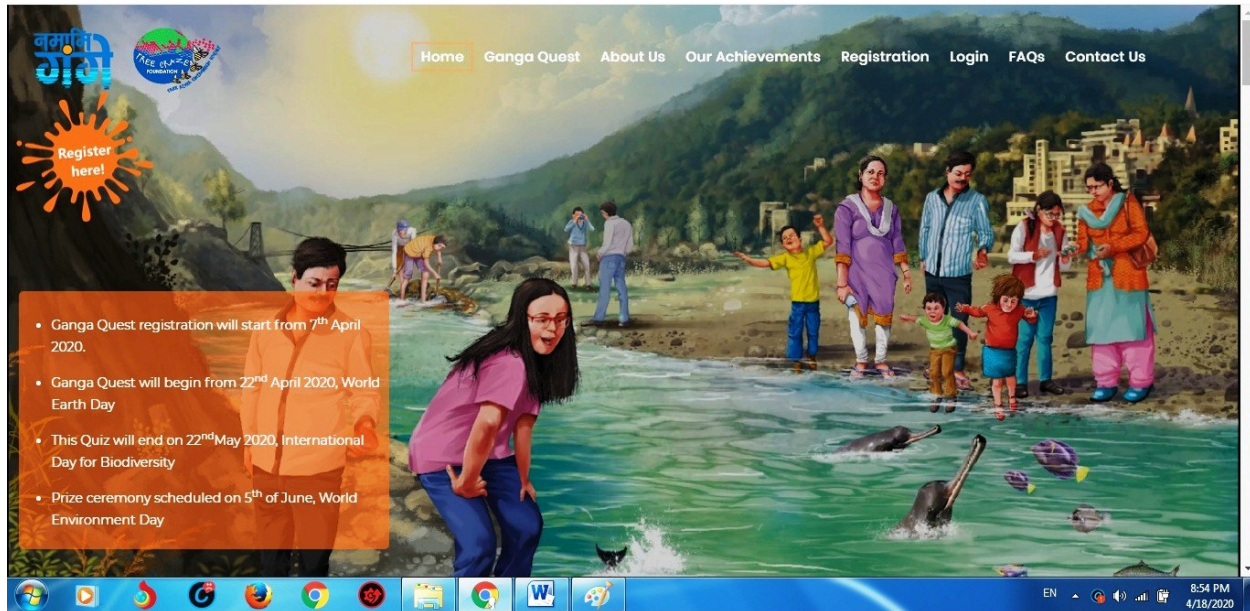 नमामि
गंगे
TREE CRAZE
FOUNDATION
Home Ganga Quest About Us Our Achievements Registration Login FAQs Contact Us
Register
here!
• Ganga Quest registration will start from 7th April
2020.
• Ganga Quest will begin from 22nd April 2020, World
Earth Day
• This Quiz will end on 22ndMay 2020, International
Day for Biodiversity
• Prize ceremony scheduled on 5th of June, World
Environment Day
W
EN
8:54 PM
4/18/2020